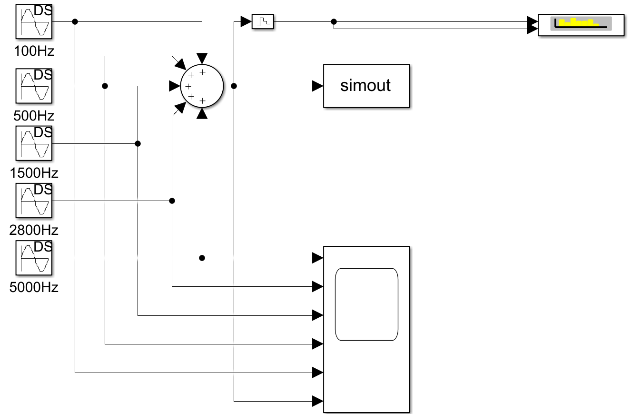 DS
100Hz
DS
500Hz
DS
1500Hz
DS
2800Hz
DS
5000Hz
+
+
+
+
+
simout